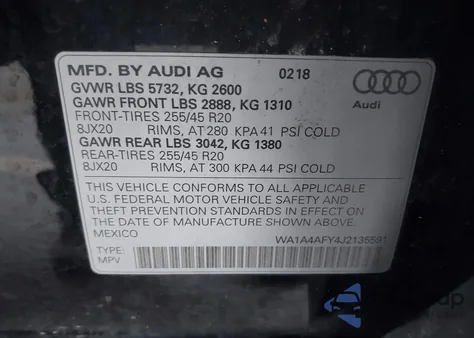 MFD. BY AUDI AG 0218
GVWR LBS 5732, KG 2600
GAWR FRONT LBS 2888, KG 1310
FRONT-TIRES 255/45 R20
8JX20 RIMS, AT 280 KPA 41 PSI COLD
GAWR REAR LBS 3042, KG 1380
REAR-TIRES 255/45 R20
8JX20 RIMS, AT 300 KPA 44 PSI COLD
Audi
THIS VEHICLE CONFORMS TO ALL APPLICABLE
U.S. FEDERAL MOTOR VEHICLE SAFETY AND
THEFT PREVENTION STANDARDS IN EFFECT ON
THE DATE OF MANUFACTURE SHOWN ABOVE.
MEXICO WA1A4AFY4J2135591
TYPE:
MPV